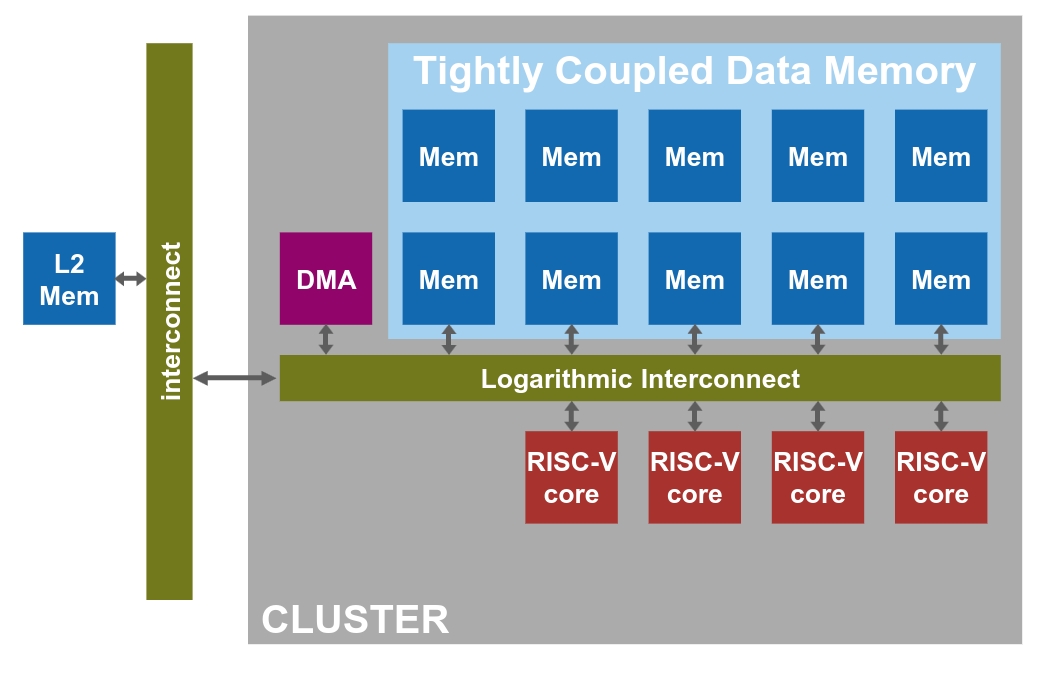 Tightly Coupled Data Memory
Mem Mem Mem Mem Mem
L2
Mem
interconnect
DMA
Mem Mem Mem Mem Mem
Logarithmic Interconnect
RISC-V RISC-V RISC-V RISC-V
core core core core
CLUSTER